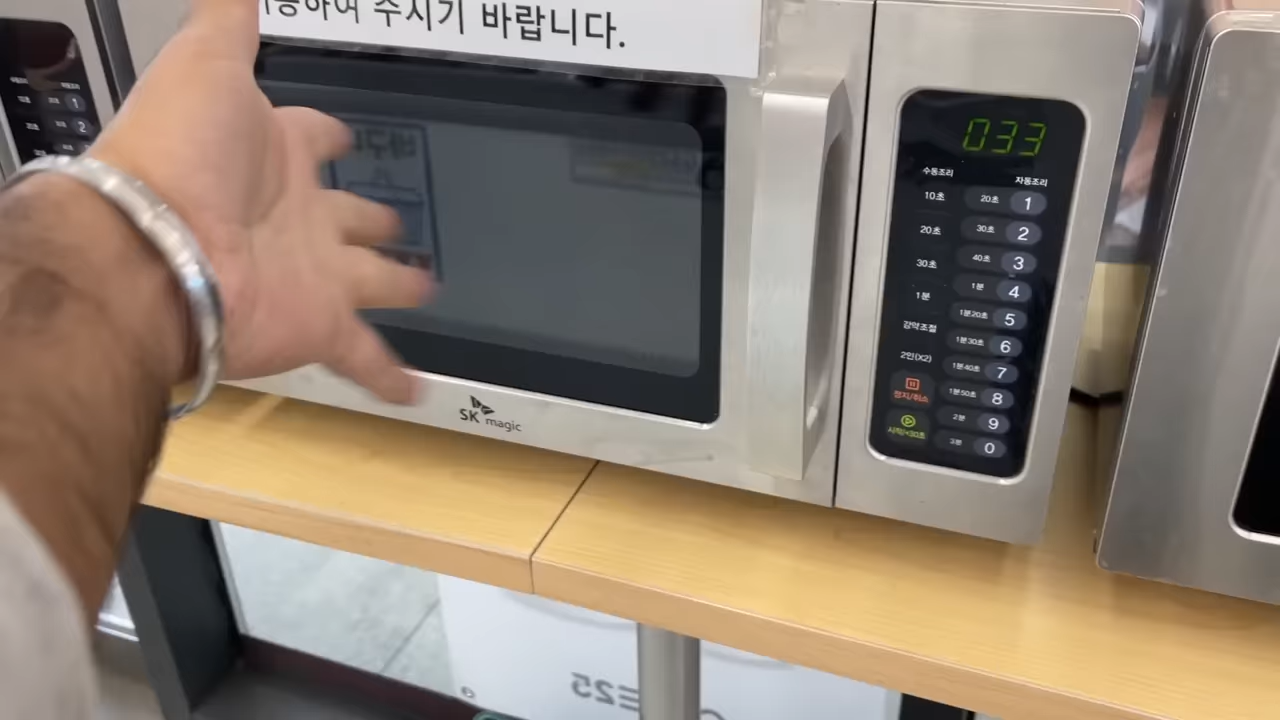 주시기 바랍니다.
033
수동조리
자동조리
10초
20초
1
20초
30초
2
30초
40초
3
1분
1분
4
강약조절
1분20초
5
2인(X2)
1분30초
6
1분40초
7
정지/취소
1분50초
8
시작/+30초
2분
9
3분
0
SK magic
1
2
E25